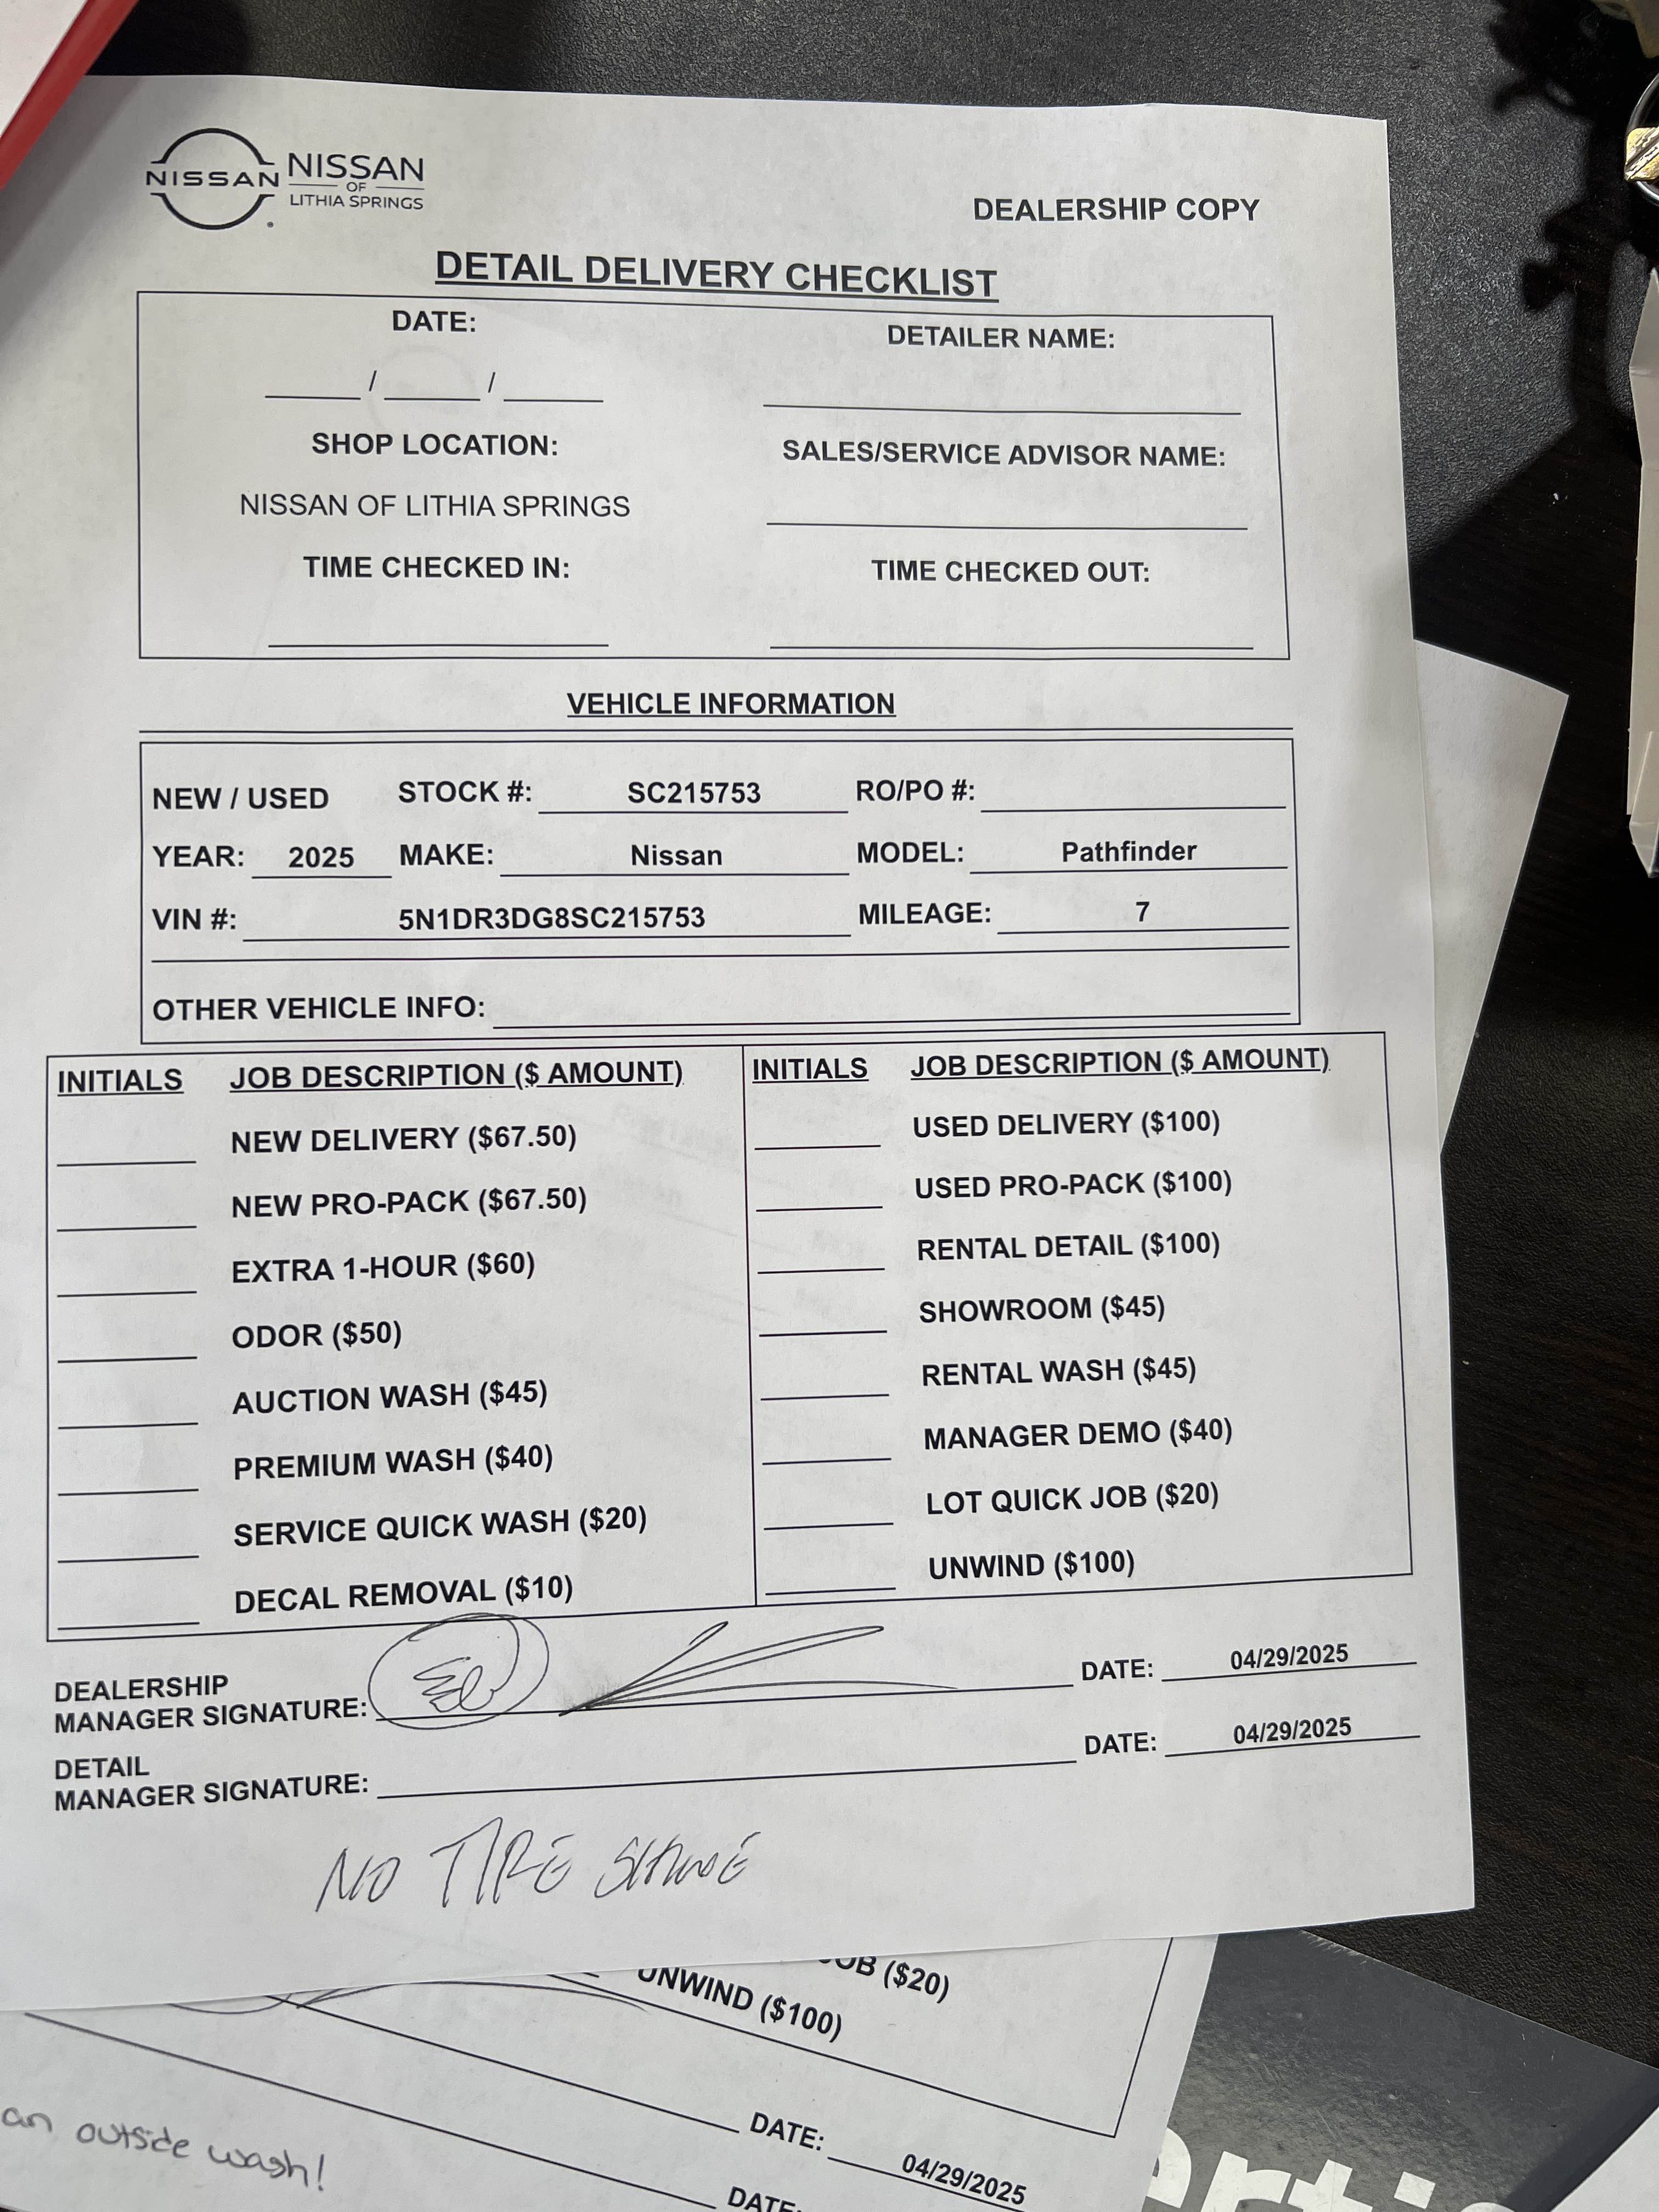 NISSAN
NISSAN
OF
LITHIA SPRINGS
DEALERSHIP COPY
DETAIL DELIVERY CHECKLIST
DATE:
DETAILER NAME:
/ /
SHOP LOCATION:
SALES/SERVICE ADVISOR NAME:
NISSAN OF LITHIA SPRINGS
TIME CHECKED IN:
TIME CHECKED OUT:
VEHICLE INFORMATION
NEW / USED STOCK #: SC215753 RO/PO #:
YEAR: 2025 MAKE: Nissan MODEL: Pathfinder
VIN #: 5N1DR3DG8SC215753 MILEAGE: 7
OTHER VEHICLE INFO:
INITIALS JOB DESCRIPTION ($ AMOUNT)
NEW DELIVERY ($67.50)
NEW PRO-PACK ($67.50)
EXTRA 1-HOUR ($60)
ODOR ($50)
AUCTION WASH ($45)
PREMIUM WASH ($40)
SERVICE QUICK WASH ($20)
DECAL REMOVAL ($10)
INITIALS JOB DESCRIPTION ($ AMOUNT)
USED DELIVERY ($100)
USED PRO-PACK ($100)
RENTAL DETAIL ($100)
SHOWROOM ($45)
RENTAL WASH ($45)
MANAGER DEMO ($40)
LOT QUICK JOB ($20)
UNWIND ($100)
DEALERSHIP
MANAGER SIGNATURE: DATE: 04/29/2025
DETAIL
MANAGER SIGNATURE: DATE: 04/29/2025
NO TIRE SHINE
OB ($20)
UNWIND ($100)
DATE: 04/29/2025
an outside wash!
DATE: